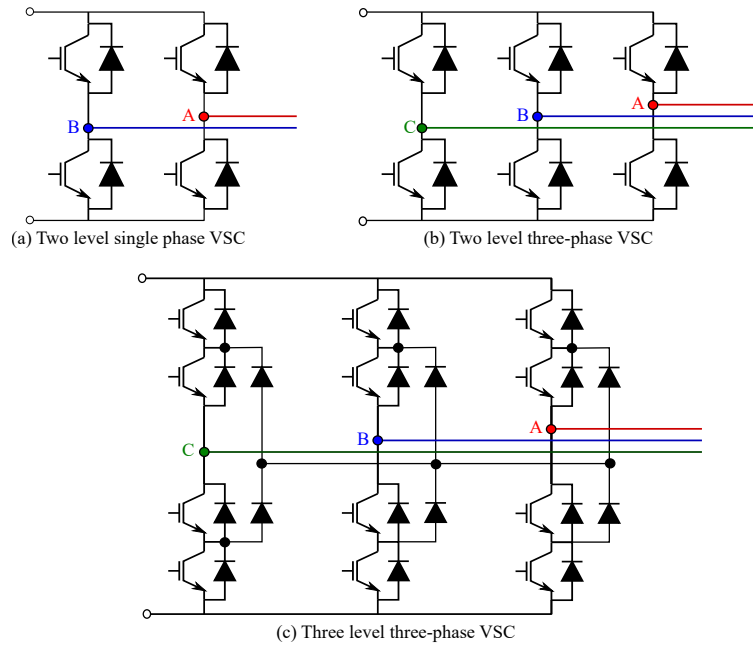 A
B
(a) Two level single phase VSC
A
B
C
(b) Two level three-phase VSC
A
B
C
(c) Three level three-phase VSC